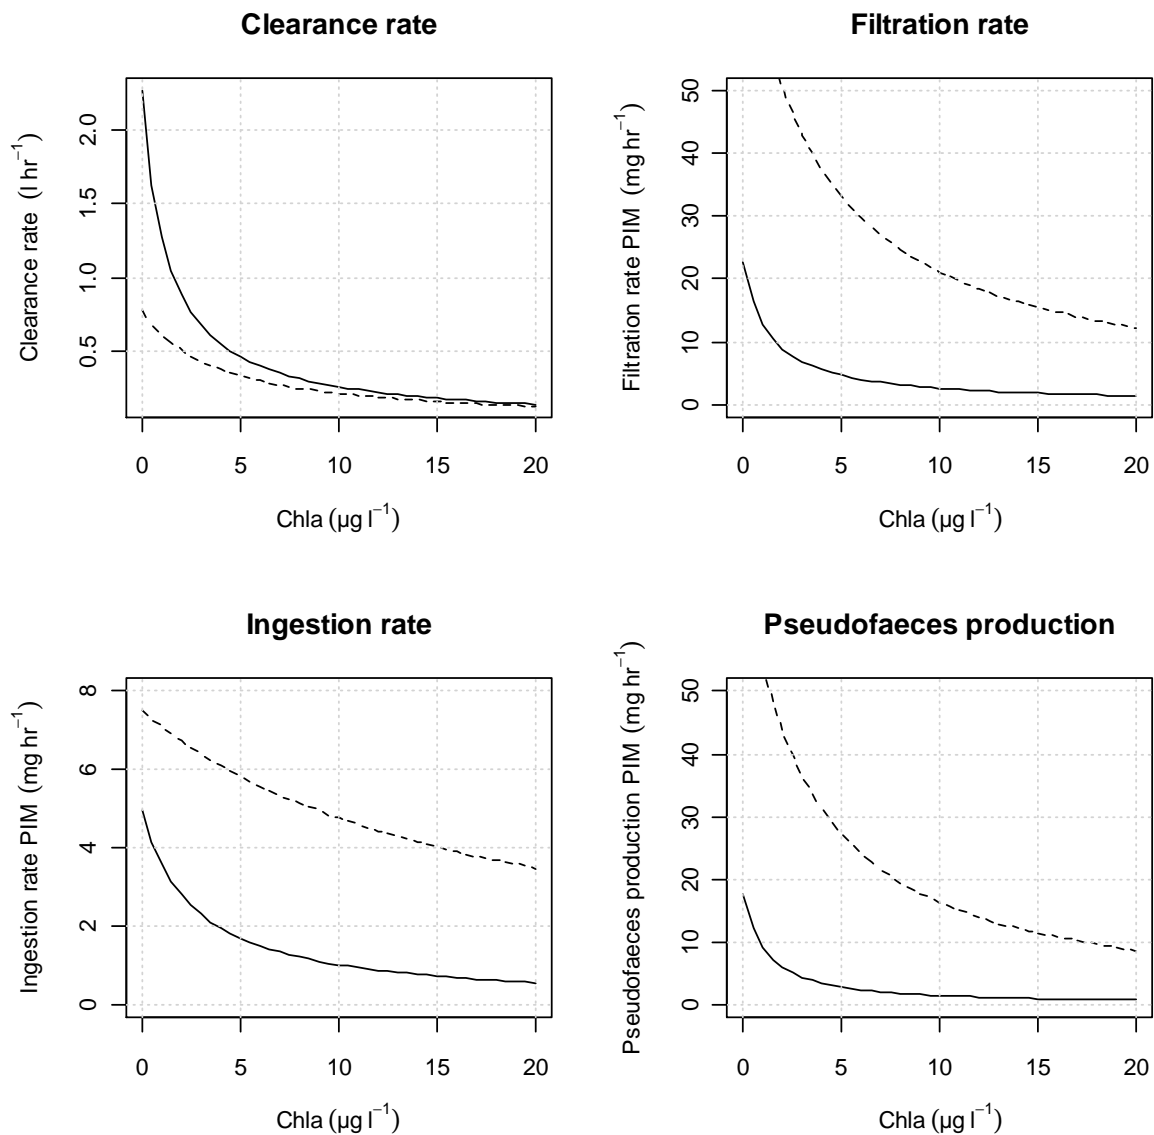 Clearance rate
Clearance rate (l hr⁻¹)
2.0
1.5
1.0
0.5
0 5 10 15 20
Chla (µg l⁻¹)
Filtration rate
Filtration rate PIM (mg hr⁻¹)
50
40
30
20
10
0
0 5 10 15 20
Chla (µg l⁻¹)
Ingestion rate
Ingestion rate PIM (mg hr⁻¹)
8
6
4
2
0
0 5 10 15 20
Chla (µg l⁻¹)
Pseudofaeces production
Pseudofaeces production PIM (mg hr⁻¹)
50
40
30
20
10
0
0 5 10 15 20
Chla (µg l⁻¹)